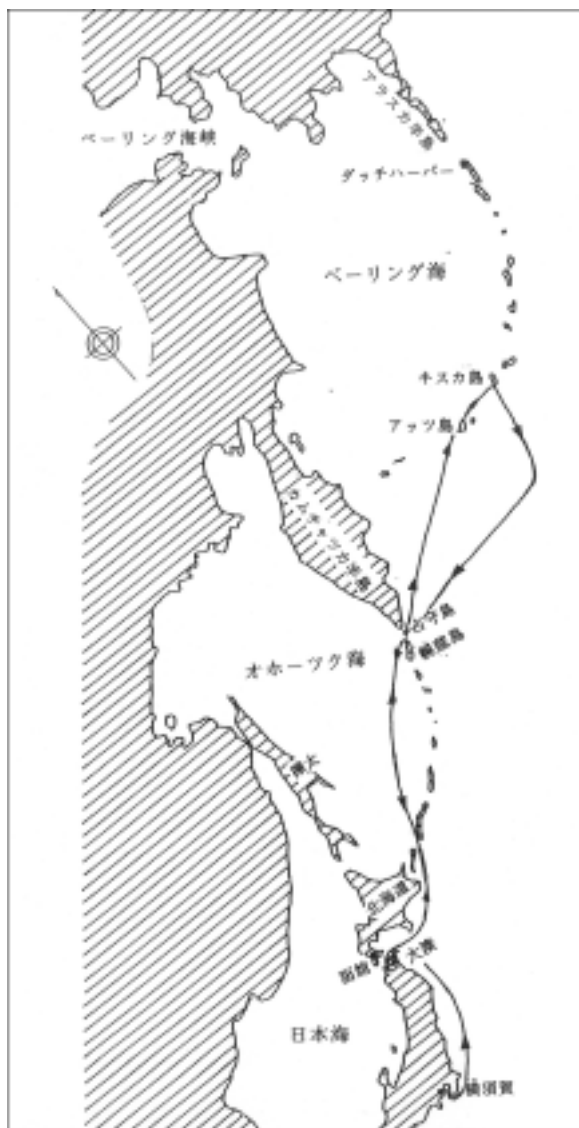 アラスカ半島
ベーリング海峡
ダッチハーバー
ベーリング海
キスカ島
アッツ島
カムチャツカ半島
占守島
幌筵島
オホーツク海
樺太
北海道
函館
大湊
日本海
横須賀